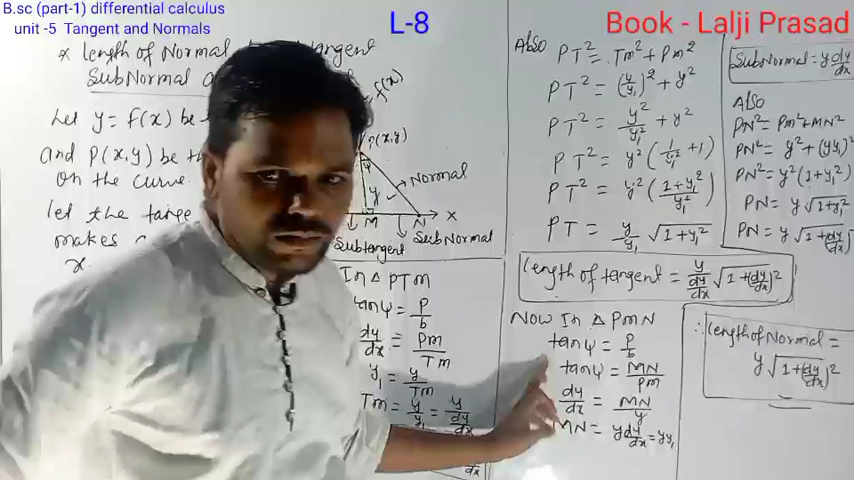 B.sc (part-1) differential calculus
unit -5 Tangent and Normals
L-8
Book - Lalji Prasad
* length of Normal tangent
SubNormal
Let y = f(x) be
and P(x,y) be
on the curve.
let the
makes
x
f(x)
P(x,y)
ψ
y
Normal
M N X
Subtangent SubNormal
In Δ PTM
tanψ = P/b
dy/dx = Pm/Tm
y₁ = y/TM
TM = y/y₁ = y/(dy/dx)
dx
Also PT² = Tm² + Pm²
PT² = (y/y₁)² + y²
PT² = y²/y₁² + y²
PT² = y² (1/y₁² + 1)
PT² = y² ((1+y₁²)/y₁²)
PT = y/y₁ √(1+y₁²)
length of tangent = y/(dy/dx) √(1+(dy/dx)²)
Now In Δ PMN
tanψ = P/b
tanψ = MN/PM
dy/dx = MN/y
MN = y dy/dx = yy₁
SubNormal = y dy/dx
Also
PN² = Pm² + MN²
PN² = y² + (yy₁)²
PN² = y² (1+y₁²)
PN = y √(1+y₁²)
PN = y √(1+(dy/dx)²)
∴ length of Normal =
y √(1+(dy/dx)²)